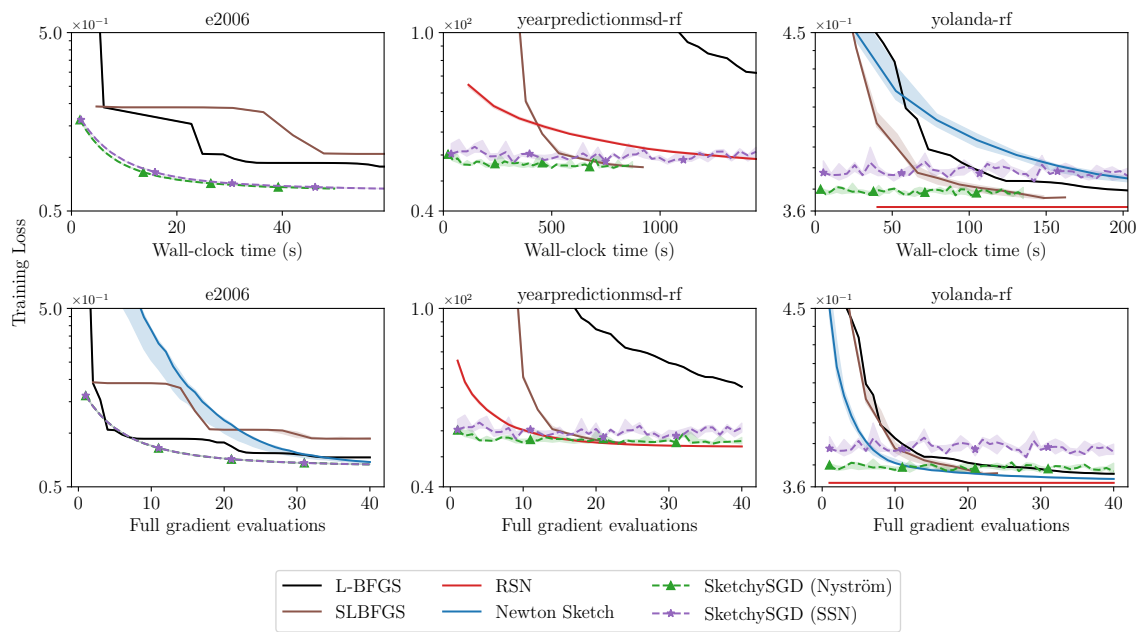 e2006 yearpredictionmsd-rf yolanda-rf
×10⁻¹ ×10² ×10⁻¹
5.0 1.0 4.5
0.5 0.4 3.6
0 20 40 0 500 1000 0 50 100 150 200
Wall-clock time (s) Wall-clock time (s) Wall-clock time (s)
Training Loss
e2006 yearpredictionmsd-rf yolanda-rf
×10⁻¹ ×10² ×10⁻¹
5.0 1.0 4.5
0.5 0.4 3.6
0 10 20 30 40 0 10 20 30 40 0 10 20 30 40
Full gradient evaluations Full gradient evaluations Full gradient evaluations
L-BFGS RSN SketchySGD (Nyström)
SLBFGS Newton Sketch SketchySGD (SSN)